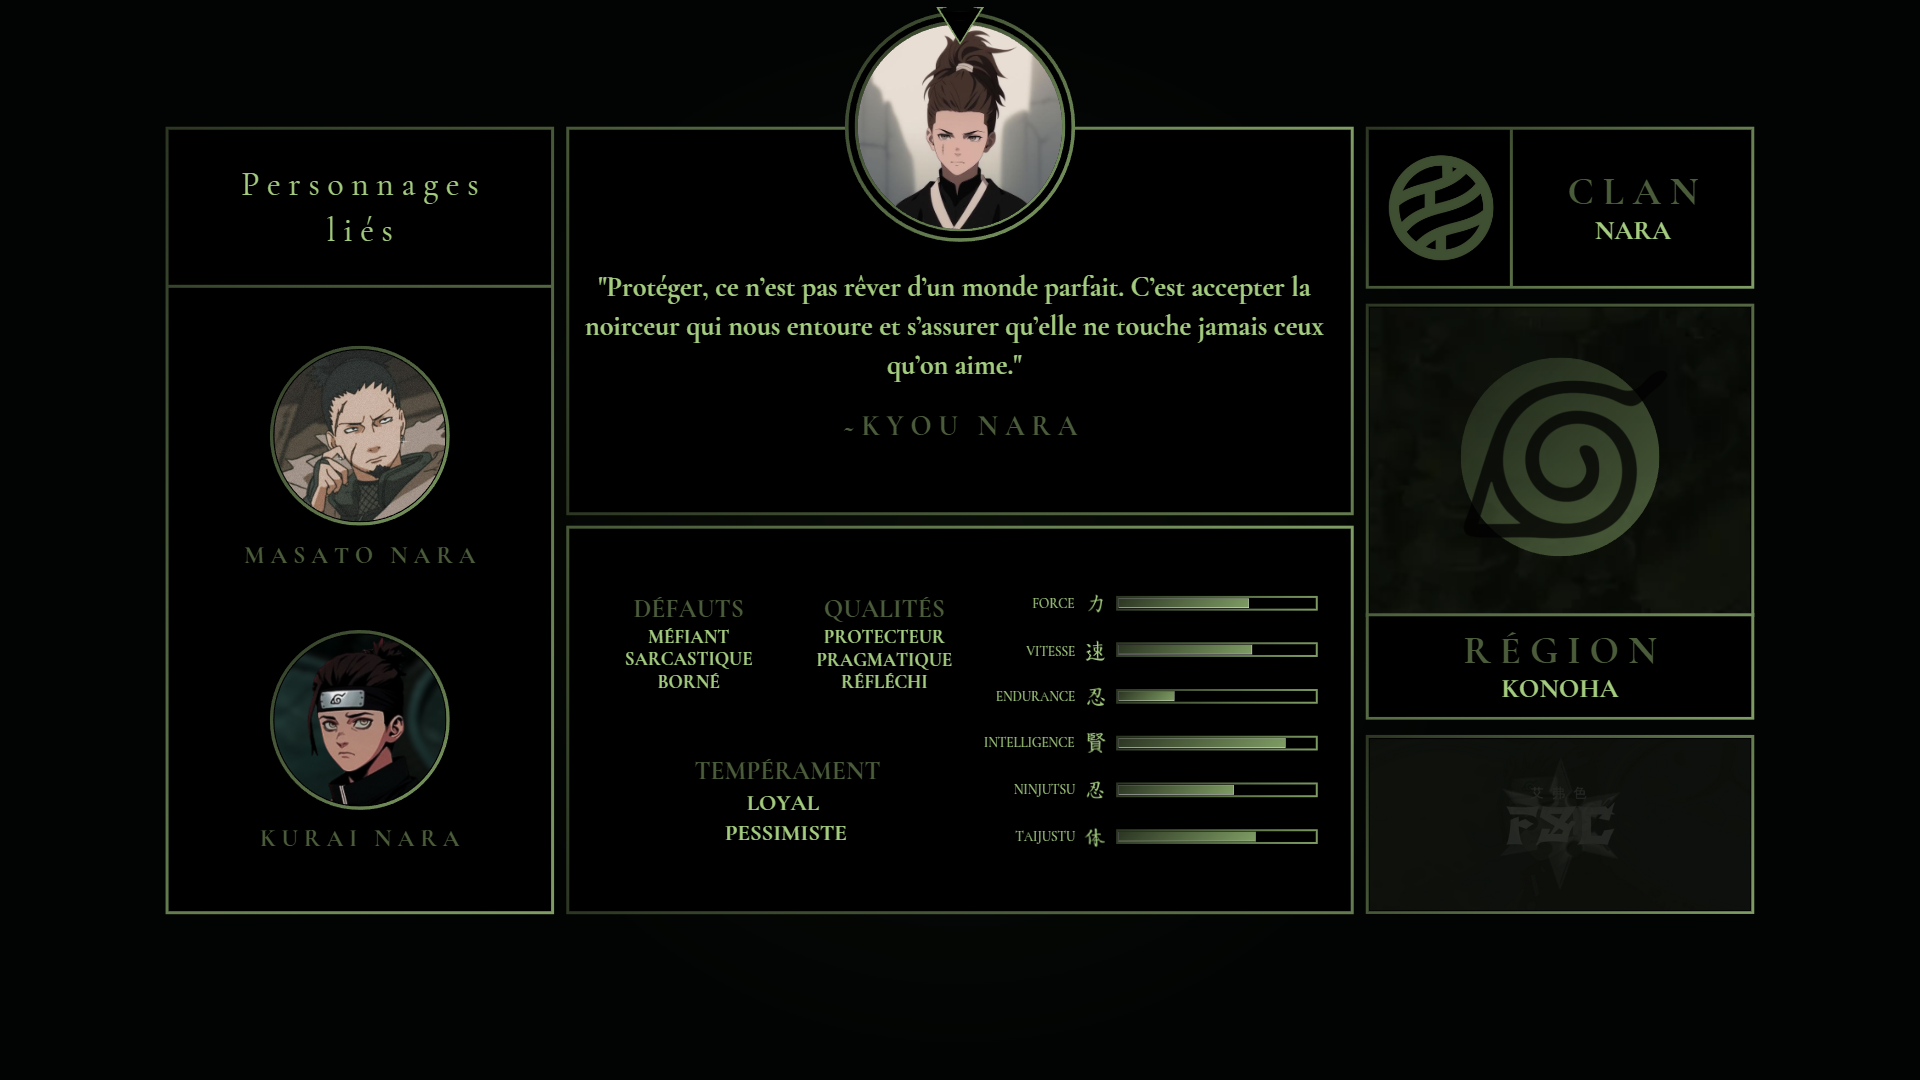 Personnages
liés
MASATO NARA
KURAI NARA
"Protéger, ce n’est pas rêver d’un monde parfait. C’est accepter la
noirceur qui nous entoure et s’assurer qu’elle ne touche jamais ceux
qu’on aime."
~KYOU NARA
DÉFAUTS
MÉFIANT
SARCASTIQUE
BORNÉ
QUALITÉS
PROTECTEUR
PRAGMATIQUE
RÉFLÉCHI
TEMPÉRAMENT
LOYAL
PESSIMISTE
FORCE 力
VITESSE 速
ENDURANCE 忍
INTELLIGENCE 賢
NINJUTSU 忍
TAIJUSTU 体
CLAN
NARA
RÉGION
KONOHA